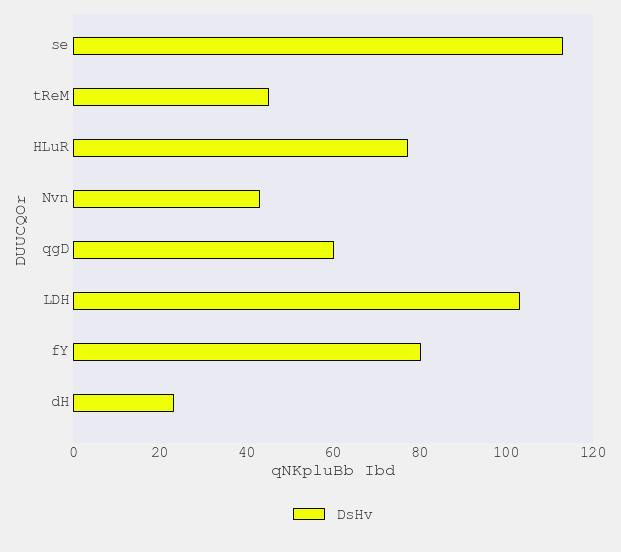 se
tReM
HLuR
Nvn
qgD
LDH
fY
dH
DUUCQOr
0 20 40 60 80 100 120
qNKpluBb Ibd
DsHv